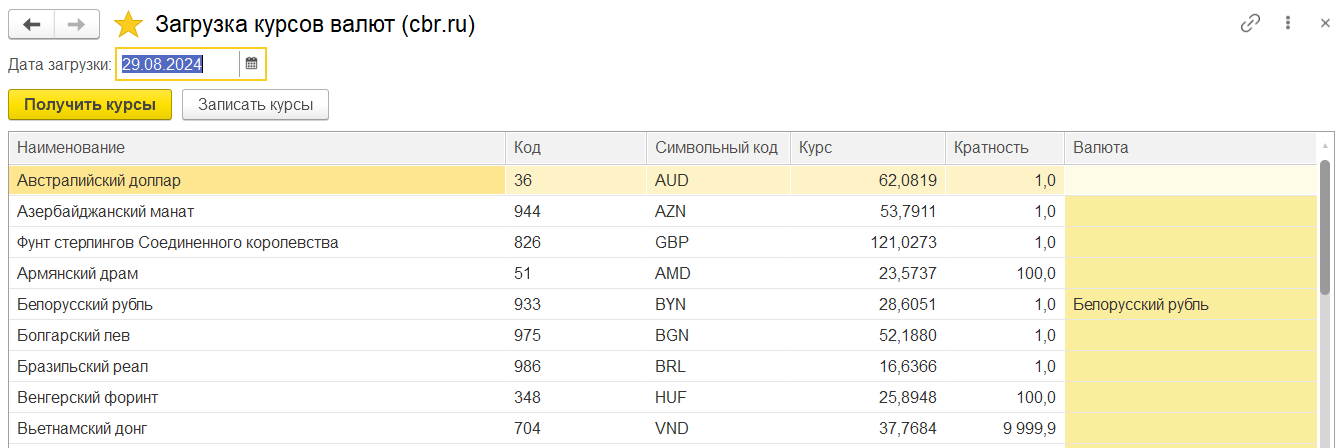 Загрузка курсов валют (cbr.ru)
Дата загрузки: 29.08.2024
Получить курсы Записать курсы
Наименование Код Символьный код Курс Кратность Валюта
Австралийский доллар 36 AUD 62,0819 1,0
Азербайджанский манат 944 AZN 53,7911 1,0
Фунт стерлингов Соединенного королевства 826 GBP 121,0273 1,0
Армянский драм 51 AMD 23,5737 100,0
Белорусский рубль 933 BYN 28,6051 1,0 Белорусский рубль
Болгарский лев 975 BGN 52,1880 1,0
Бразильский реал 986 BRL 16,6366 1,0
Венгерский форинт 348 HUF 25,8948 100,0
Вьетнамский донг 704 VND 37,7684 9 999,9